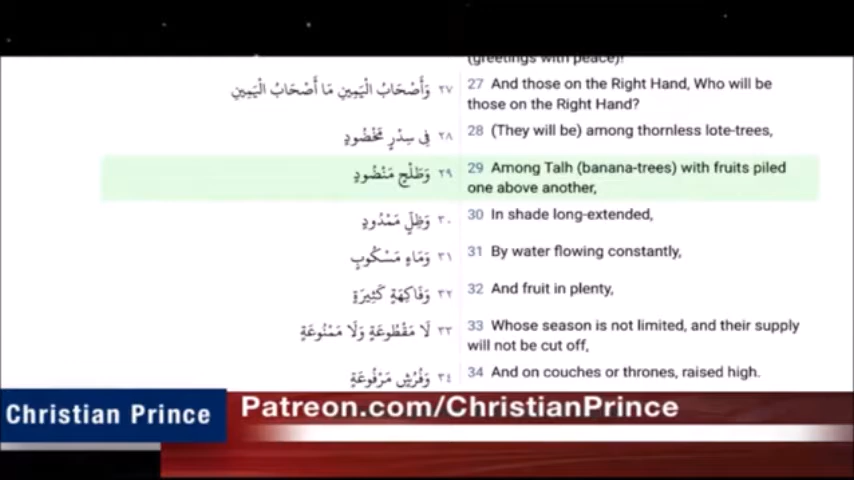 (greetings with peace)!
٢٧ وَأَصْحَابُ الْيَمِينِ مَا أَصْحَابُ الْيَمِينِ
27 And those on the Right Hand, Who will be
those on the Right Hand?
٢٨ فِي سِدْرٍ مَّخْضُودٍ
28 (They will be) among thornless lote-trees,
٢٩ وَطَلْحٍ مَنْضُودٍ
29 Among Talh (banana-trees) with fruits piled
one above another,
٣٠ وَظِلٍّ مَمْدُودٍ
30 In shade long-extended,
٣١ وَمَاءٍ مَسْكُوبٍ
31 By water flowing constantly,
٣٢ وَفَاكِهَةٍ كَثِيرَةٍ
32 And fruit in plenty,
٣٣ لَا مَقْطُوعَةٍ وَلَا مَمْنُوعَةٍ
33 Whose season is not limited, and their supply
will not be cut off,
٣٤ وَفُرُشٍ مَرْفُوعَةٍ
34 And on couches or thrones, raised high.
Christian Prince
Patreon.com/ChristianPrince